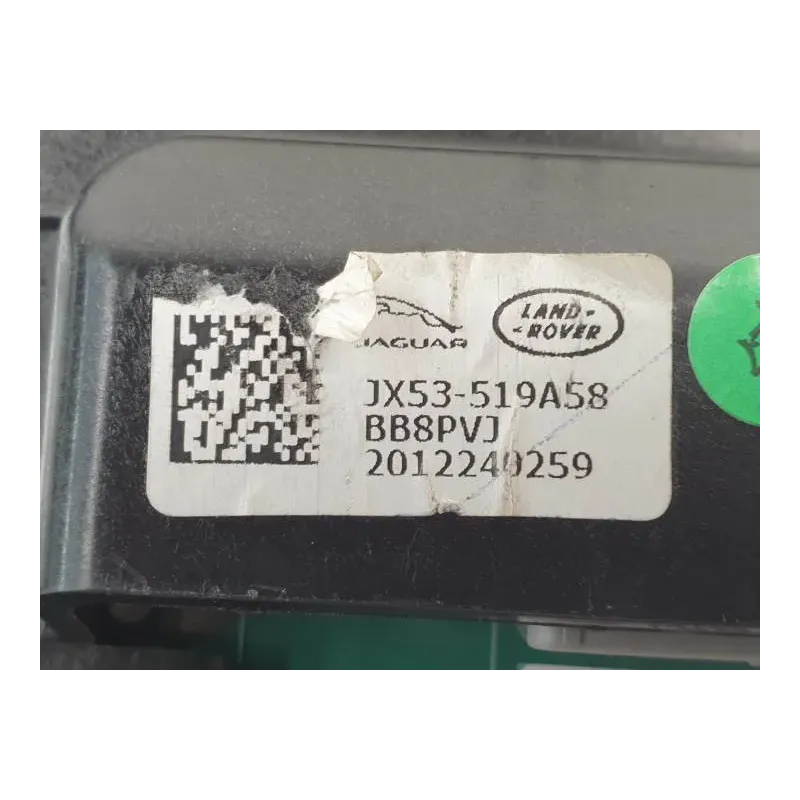 JAGUAR
LAND-
-ROVER
JX53-519A58
BB8PVJ
2012240259